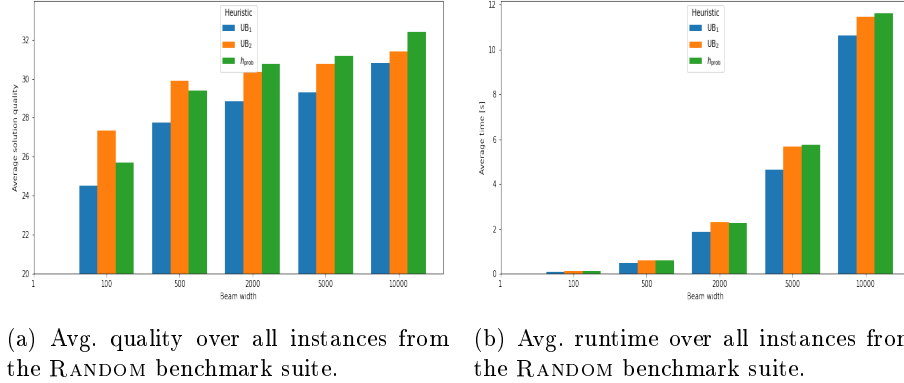 Heuristic
UB1
UB2
hprob
32
30
28
26
24
22
20
Average solution quality
1
100
500
2000
5000
10000
Beam width
(a) Avg. quality over all instances from
the RANDOM benchmark suite.
Heuristic
UB1
UB2
hprob
12
10
8
6
4
2
0
Average time [s]
1
100
500
2000
5000
10000
Beam width
(b) Avg. runtime over all instances from
the RANDOM benchmark suite.